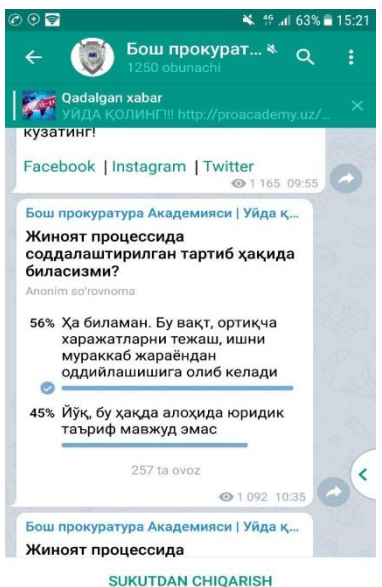 4G 63% 15:21
Бош прокурат...
1250 obunachi
Qadalgan xabar
УЙДА ҚОЛИНГ!!! http://proacademy.uz/...
кузатинг!
Facebook | Instagram | Twitter
1 165 09:55
Бош прокуратура Академияси | Уйда қ...
Жиноят процессида
соддалаштирилган тартиб ҳақида
биласизми?
Anonim so'rovnoma
56% Ҳа биламан. Бу вақт, ортиқча
харажатларни тежаш, ишни
мураккаб жараёндан
оддийлашишига олиб келади
45% Йўқ, бу ҳақда алоҳида юридик
таъриф мавжуд эмас
257 ta ovoz
1 092 10:35
Бош прокуратура Академияси | Уйда қ...
Жиноят процессида
SUKUTDAN CHIQARISH